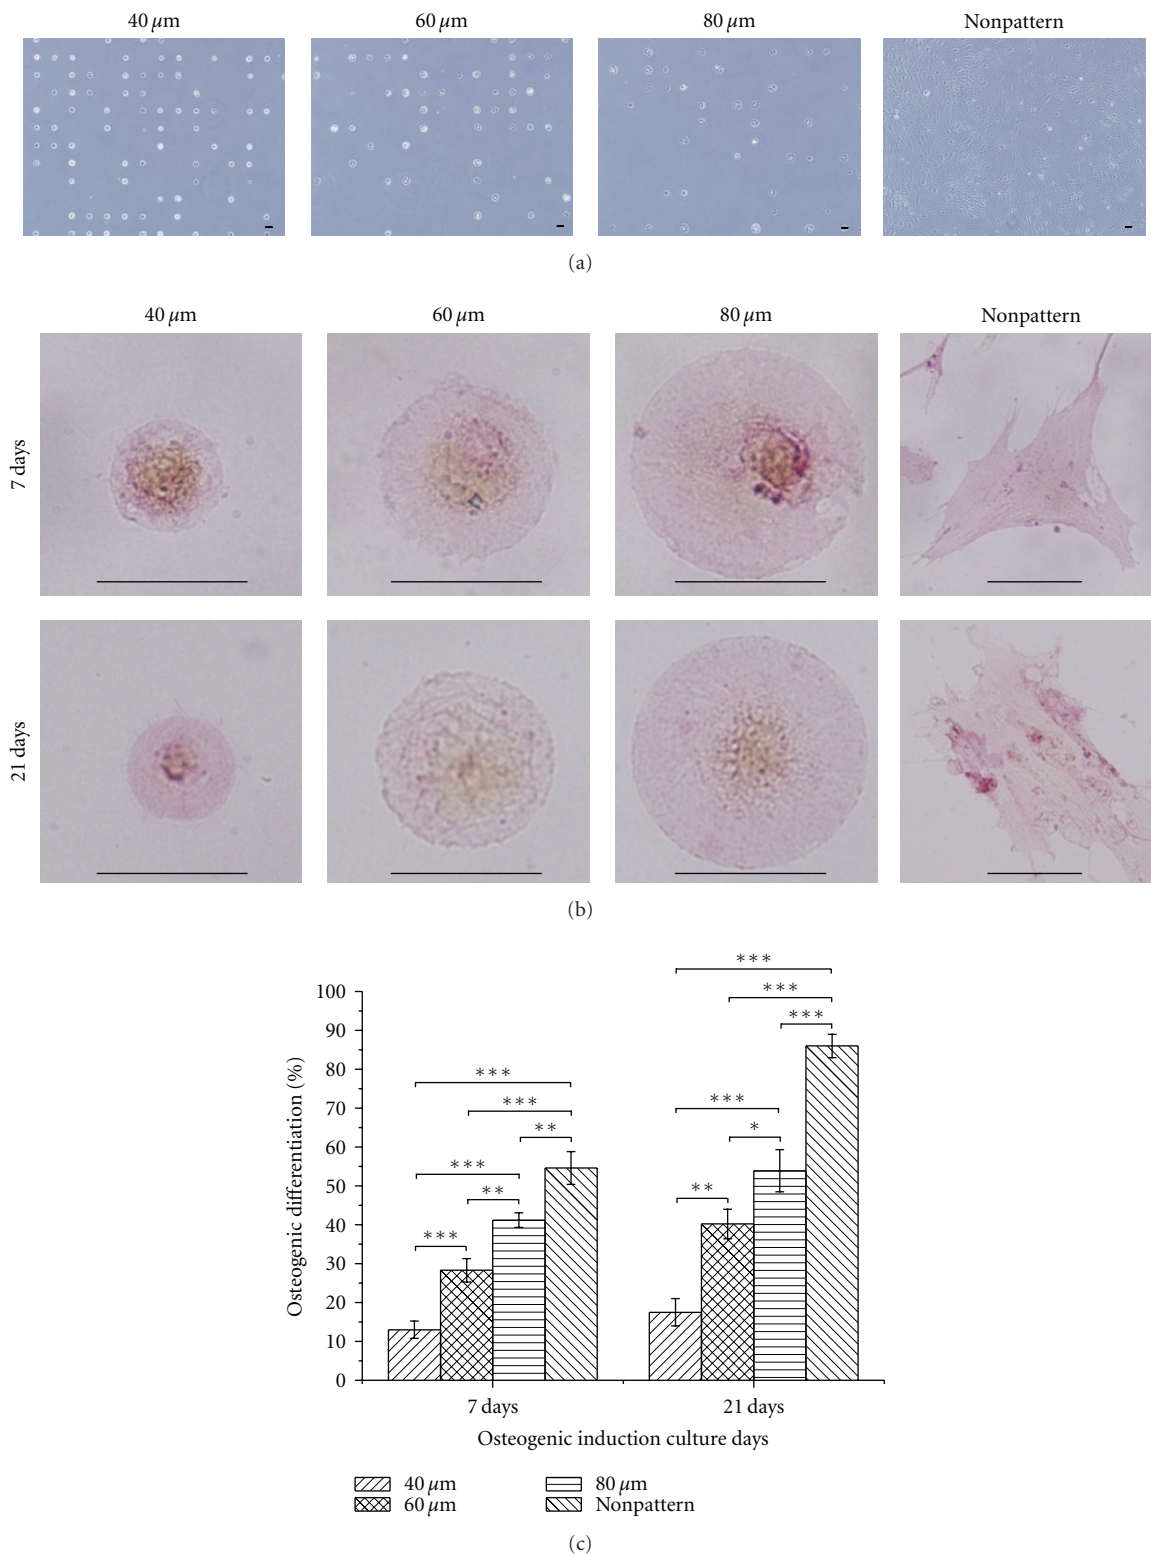 40 μm 60 μm 80 μm Nonpattern
(a)
40 μm 60 μm 80 μm Nonpattern
7 days
21 days
(b)
∗∗∗
∗∗∗
∗∗∗
∗∗∗
∗∗∗
∗∗
∗∗∗
∗∗
∗∗∗
∗∗∗
∗
∗∗
100
90
80
70
60
50
40
30
20
10
0
Osteogenic differentiation (%)
7 days 21 days
Osteogenic induction culture days
40 μm 80 μm
60 μm Nonpattern
(c)